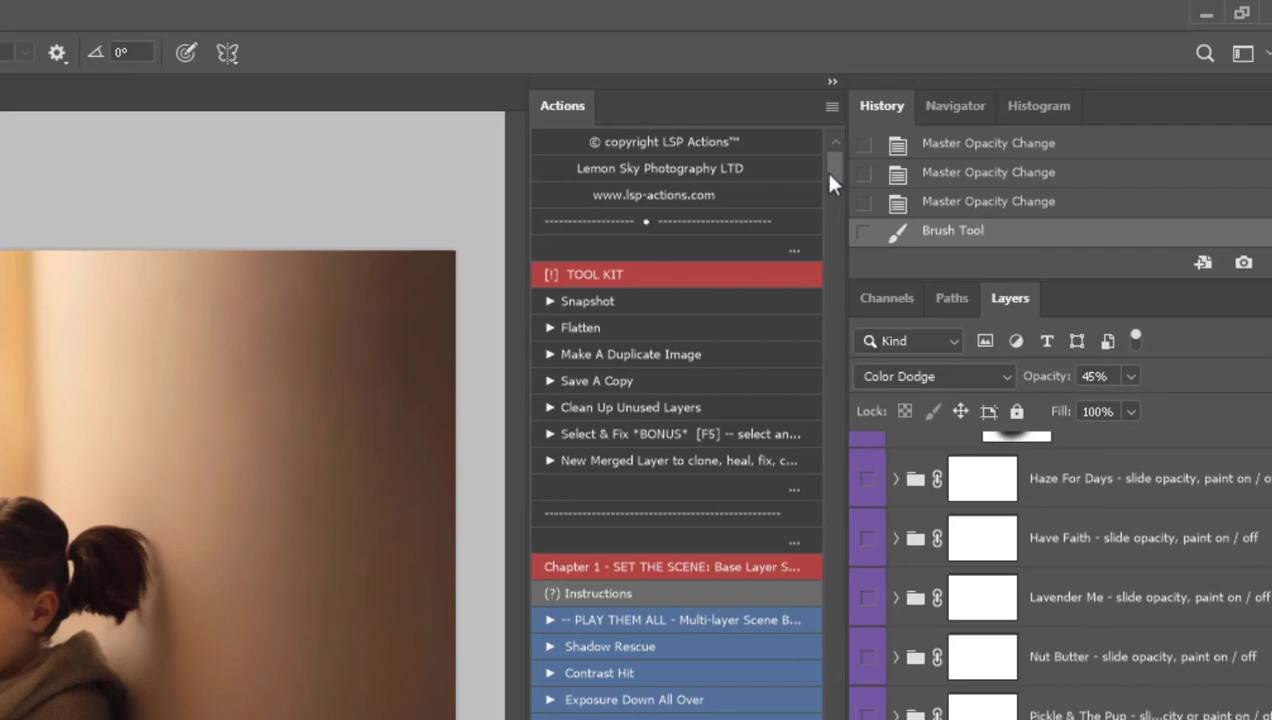 0°
Actions
© copyright LSP Actions™
Lemon Sky Photography LTD
www.lsp-actions.com
------------------- • ------------------------
...
[!] TOOL KIT
Snapshot
Flatten
Make A Duplicate Image
Save A Copy
Clean Up Unused Layers
Select & Fix *BONUS* [F5] -- select an...
New Merged Layer to clone, heal, fix, c...
...
--------------------------------------------------
...
Chapter 1 - SET THE SCENE: Base Layer S...
(?) Instructions
-- PLAY THEM ALL - Multi-layer Scene B...
Shadow Rescue
Contrast Hit
Exposure Down All Over
History Navigator Histogram
Master Opacity Change
Master Opacity Change
Master Opacity Change
Brush Tool
Channels Paths Layers
Kind
Color Dodge Opacity: 45%
Lock: Fill: 100%
Haze For Days - slide opacity, paint on / o
Have Faith - slide opacity, paint on / off
Lavender Me - slide opacity, paint on / off
Nut Butter - slide opacity, paint on / off
Pickle & The Pup - sli...city or paint on / off